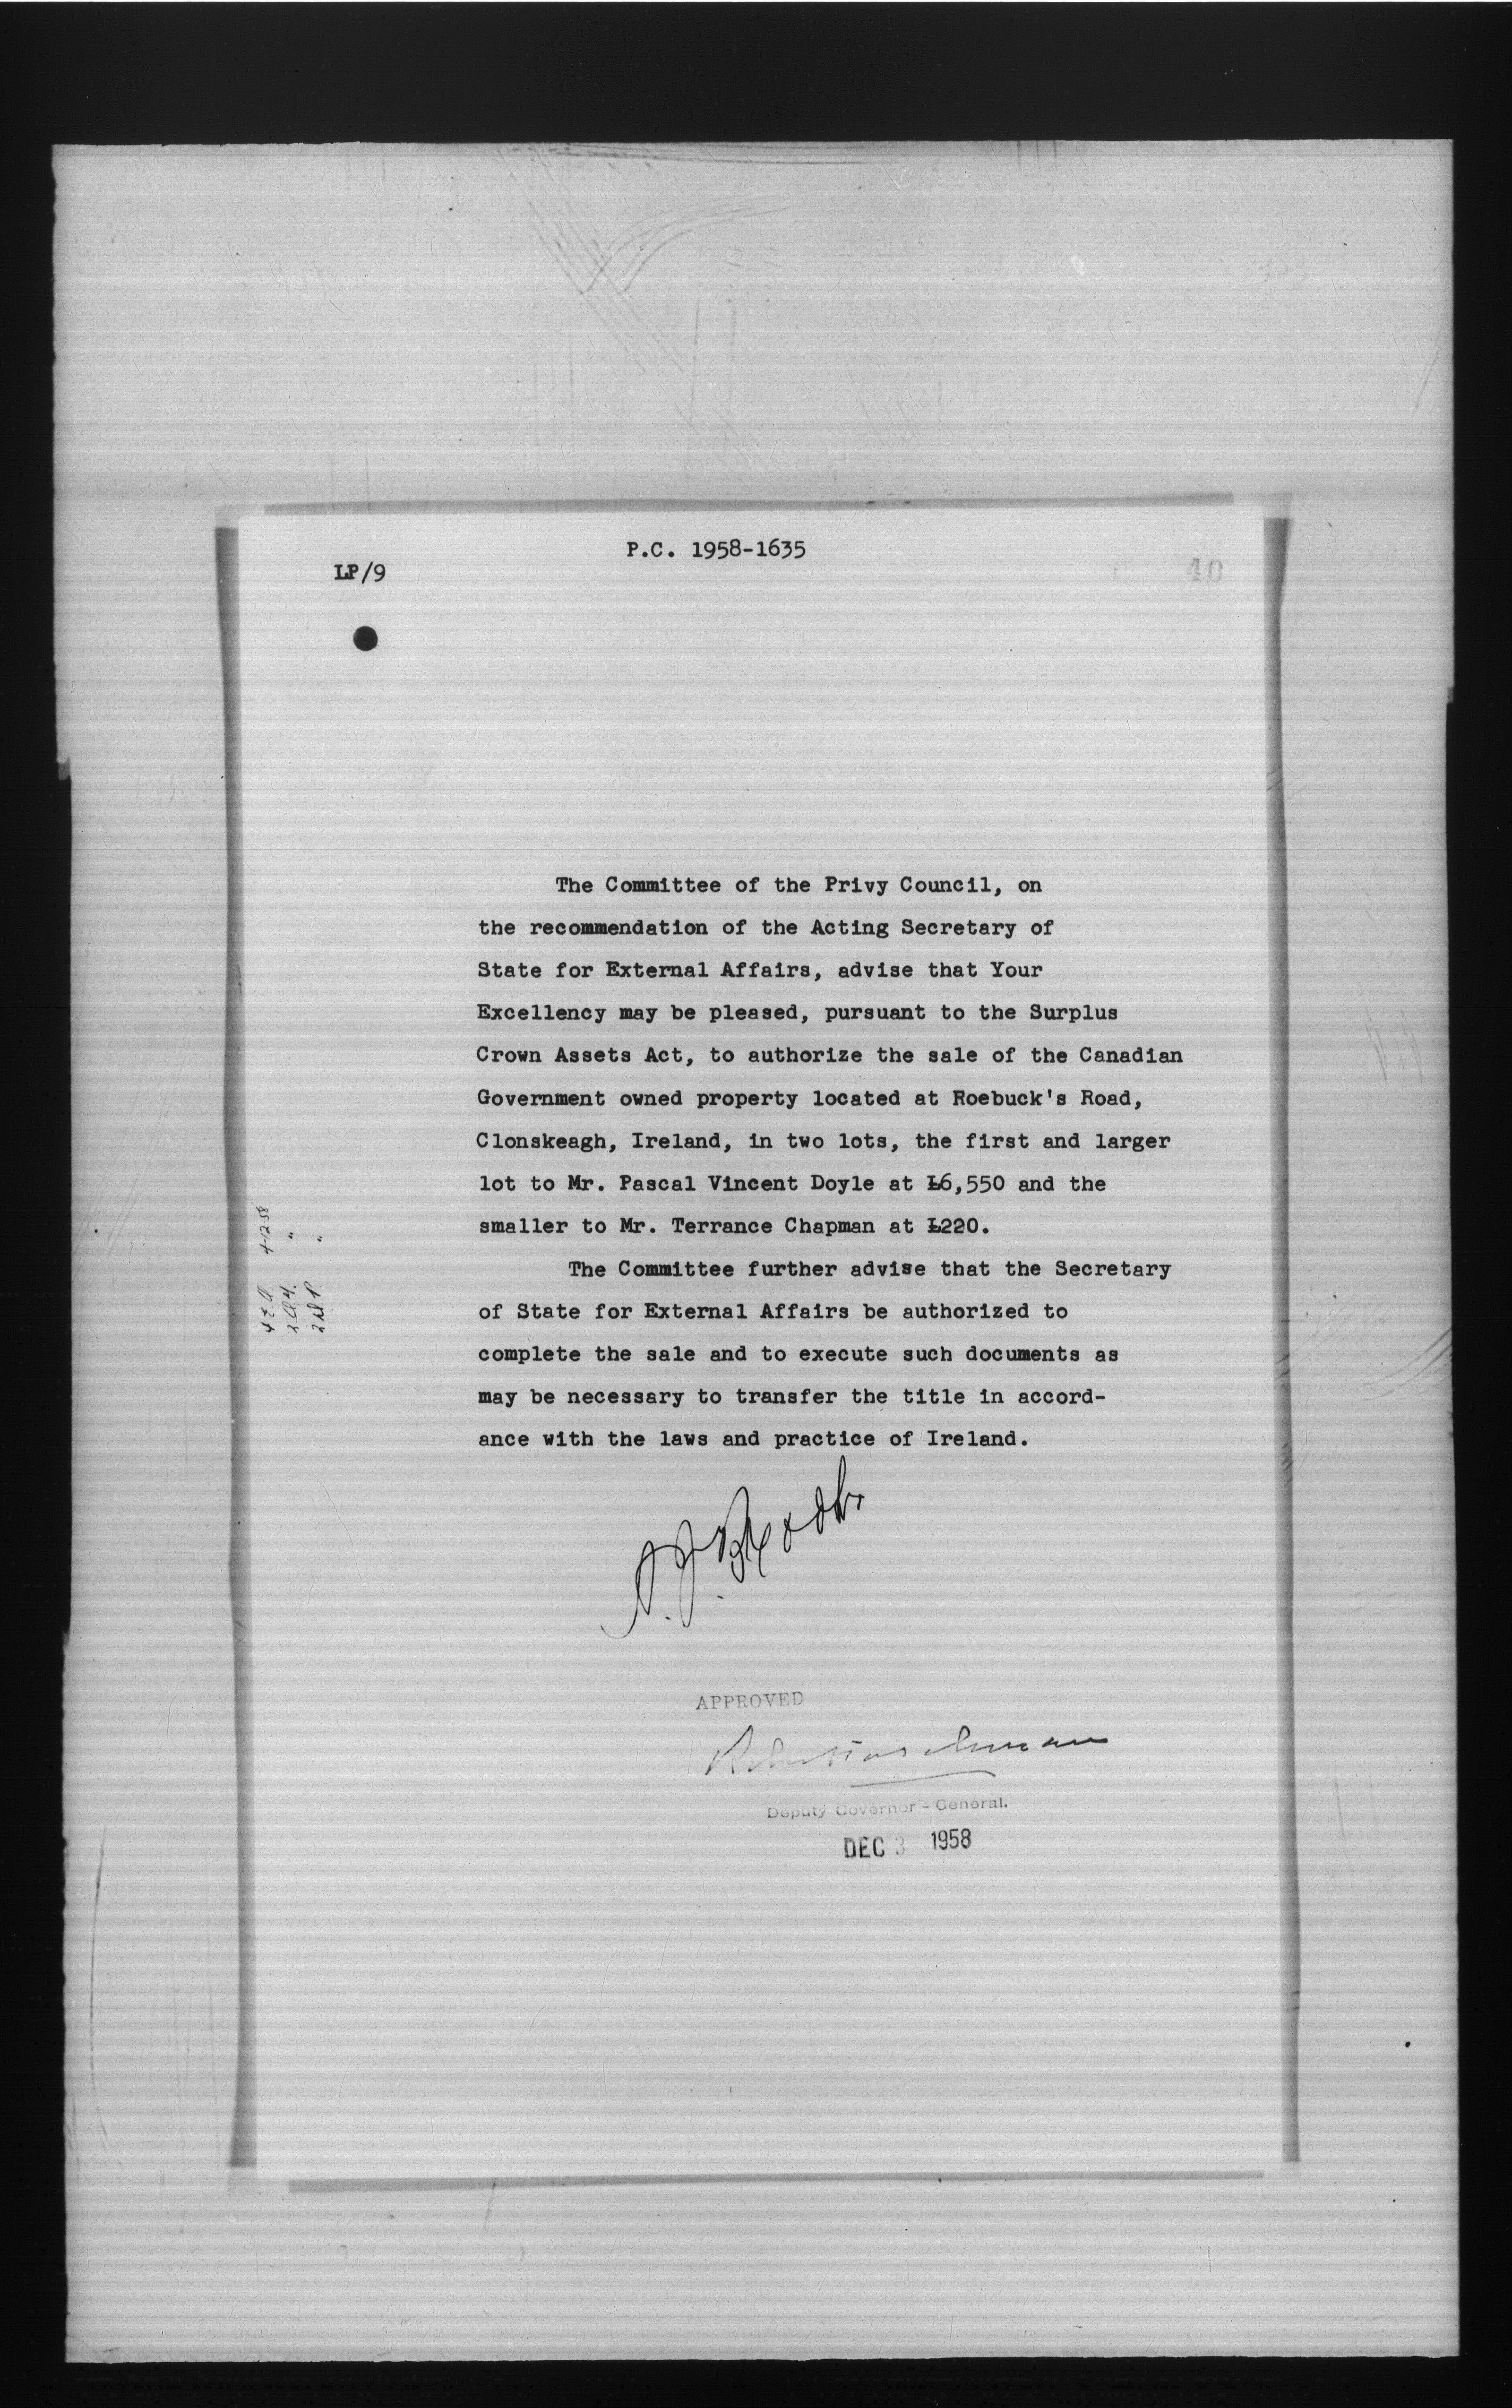 P.C. 1958-1635
LP/9
40
The Committee of the Privy Council, on
the recommendation of the Acting Secretary of
State for External Affairs, advise that Your
Excellency may be pleased, pursuant to the Surplus
Crown Assets Act, to authorize the sale of the Canadian
Government owned property located at Roebuck's Road,
Clonskeagh, Ireland, in two lots, the first and larger
lot to Mr. Pascal Vincent Doyle at £6,550 and the
smaller to Mr. Terrance Chapman at £220.
The Committee further advise that the Secretary
of State for External Affairs be authorized to
complete the sale and to execute such documents as
may be necessary to transfer the title in accord-
ance with the laws and practice of Ireland.
APPROVED
Deputy Governor - General.
DEC 3 1958